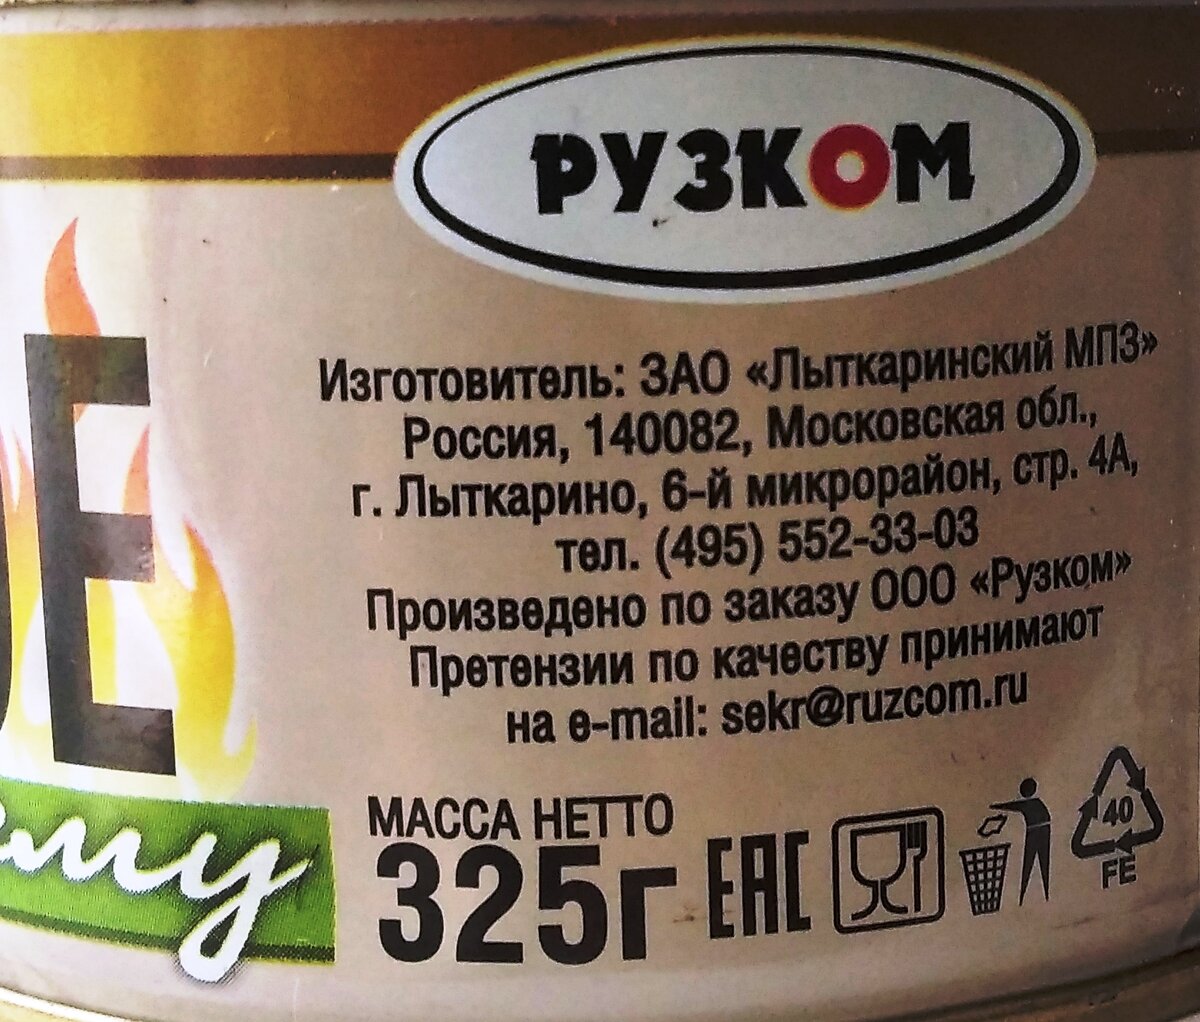 РУЗКОМ
Изготовитель: ЗАО «Лыткаринский МПЗ»
Россия, 140082, Московская обл.,
г. Лыткарино, 6-й микрорайон, стр. 4А,
тел. (495) 552-33-03
Произведено по заказу ООО «Рузком»
Претензии по качеству принимают
на e-mail: sekr@ruzcom.ru
МАССА НЕТТО
325г
EAC
40
FE